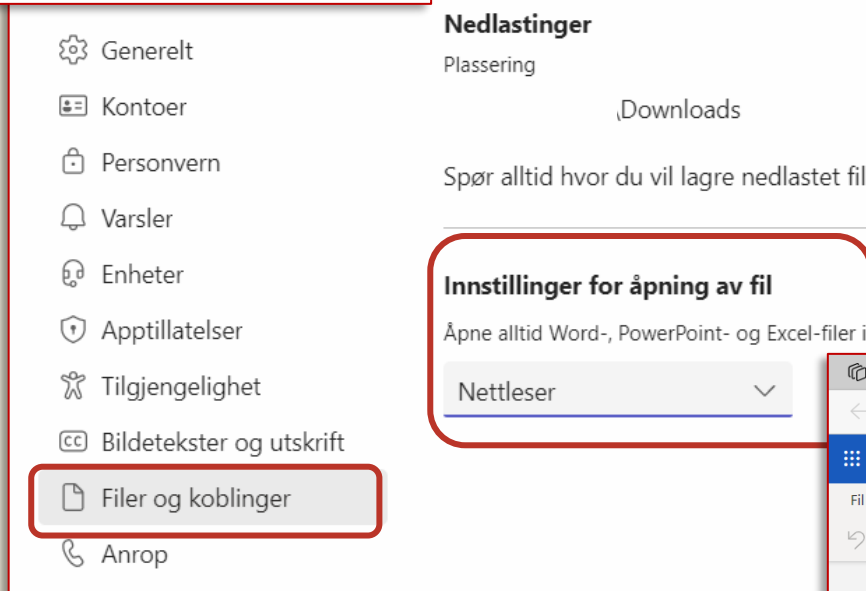 Generelt
Kontoer
Personvern
Varsler
Enheter
Apptillatelser
Tilgjengelighet
CC Bildetekster og utskrift
Filer og koblinger
Anrop
Nedlastinger
Plassering
\Downloads
Spør alltid hvor du vil lagre nedlastet fil
Innstillinger for åpning av fil
Åpne alltid Word-, PowerPoint- og Excel-filer i
Nettleser
Fil